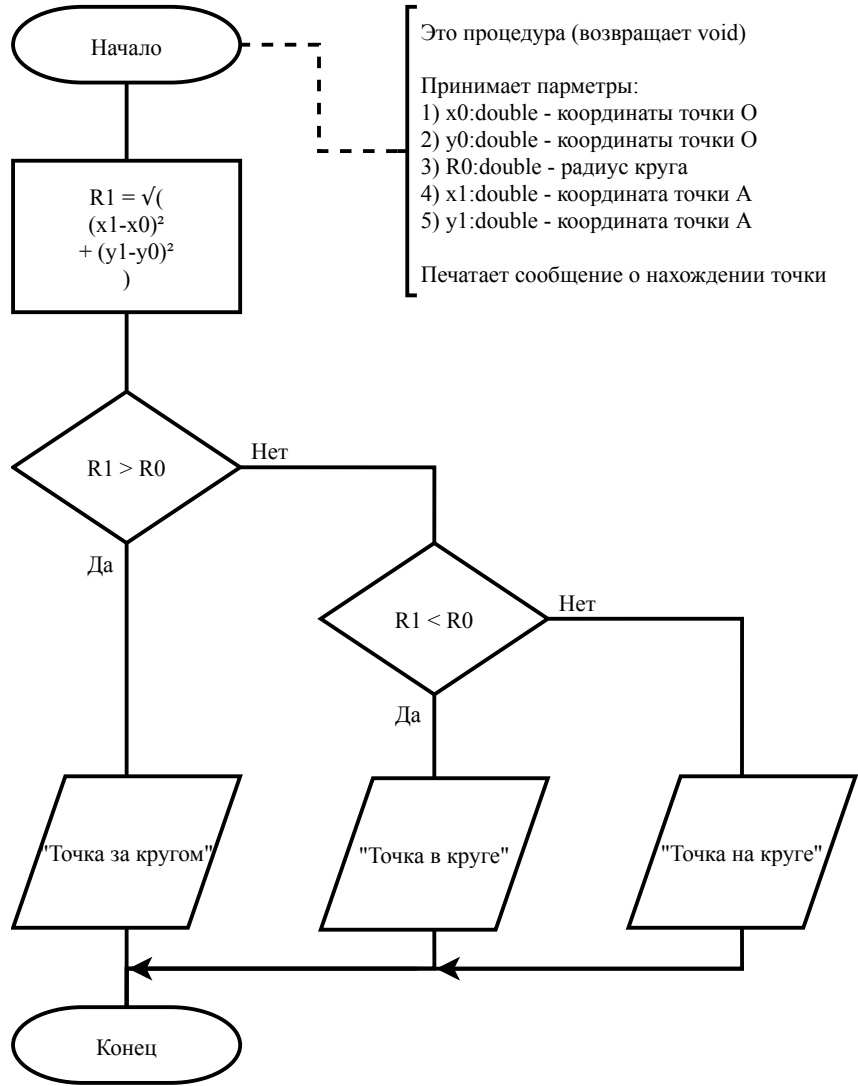 Начало
Это процедура (возвращает void)
Принимает парметры:
1) x0:double - координаты точки О
2) y0:double - координаты точки О
3) R0:double - радиус круга
4) x1:double - координата точки А
5) y1:double - координата точки А
Печатает сообщение о нахождении точки
R1 = √(
(x1-x0)²
+ (y1-y0)²
)
R1 > R0
Нет
Да
R1 < R0
Нет
Да
"Точка за кругом"
"Точка в круге"
"Точка на круге"
Конец